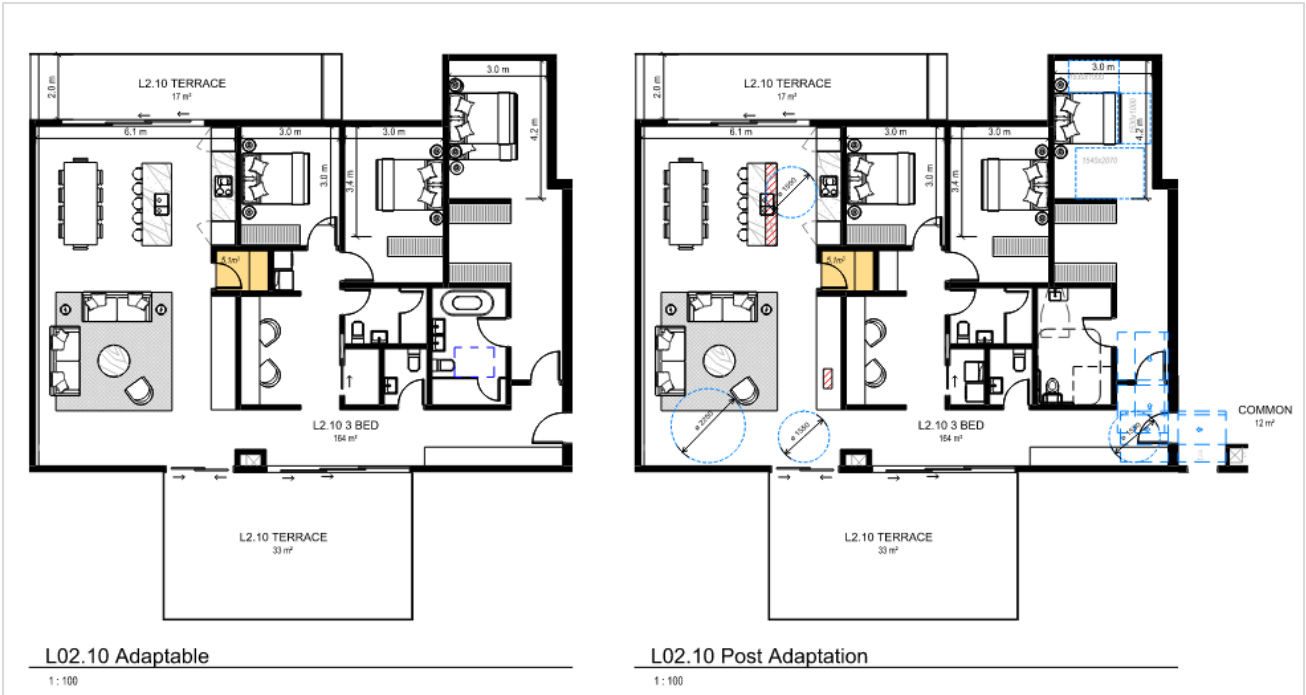 L2.10 TERRACE
17 m²
2.0 m
6.1 m
3.0 m
3.0 m
3.0 m
3.0 m
3.4 m
4.2 m
5.1m²
L2.10 3 BED
164 m²
L2.10 TERRACE
33 m²
L02.10 Adaptable
1 : 100
L2.10 TERRACE
17 m²
2.0 m
6.1 m
3.0 m
3.0 m
3.0 m
3.0 m
3.4 m
4.2 m
1540x2070
5.1m²
ø 2250
ø 1550
L2.10 3 BED
164 m²
COMMON
12 m²
L2.10 TERRACE
33 m²
L02.10 Post Adaptation
1 : 100